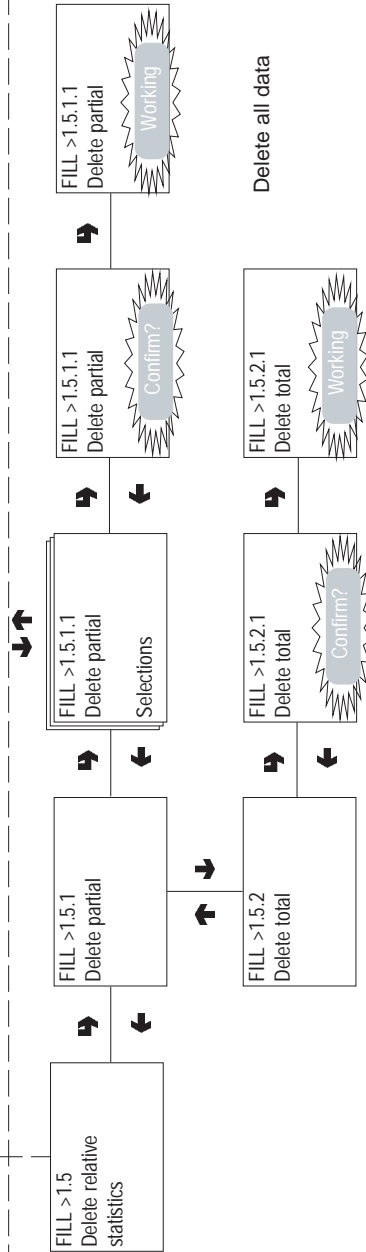 FILL >1.5
Delete relative
statistics
FILL >1.5.1
Delete partial
FILL >1.5.1.1
Delete partial
Selections
FILL >1.5.1.1
Delete partial
Confirm?
FILL >1.5.1.1
Delete partial
Working
FILL >1.5.2
Delete total
FILL >1.5.2.1
Delete total
Confirm?
FILL >1.5.2.1
Delete total
Working
Delete all data